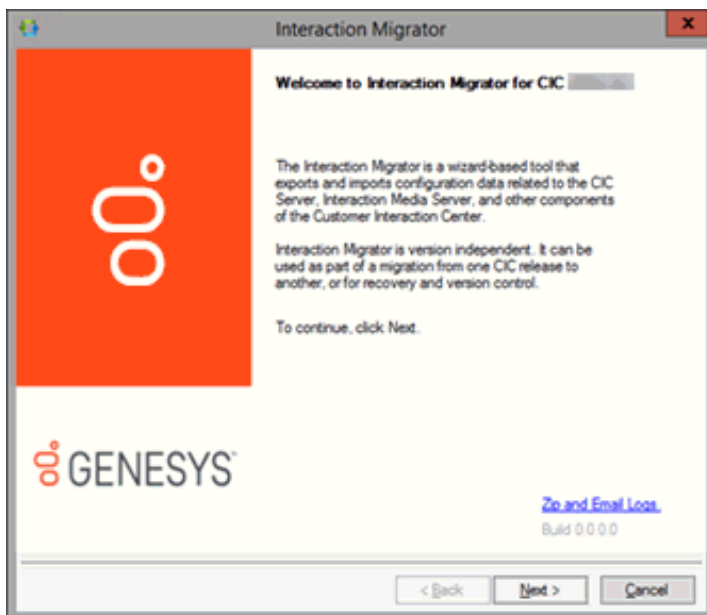 Interaction Migrator
x
Welcome to Interaction Migrator for CIC
The Interaction Migrator is a wizard-based tool that
exports and imports configuration data related to the CIC
Server, Interaction Media Server, and other components
of the Customer Interaction Center.
Interaction Migrator is version independent. It can be
used as part of a migration from one CIC release to
another, or for recovery and version control.
To continue, click Next.
GENESYS™
Zip and Email Logs.
Build 0.0.0.0
< Back
Next >
Cancel